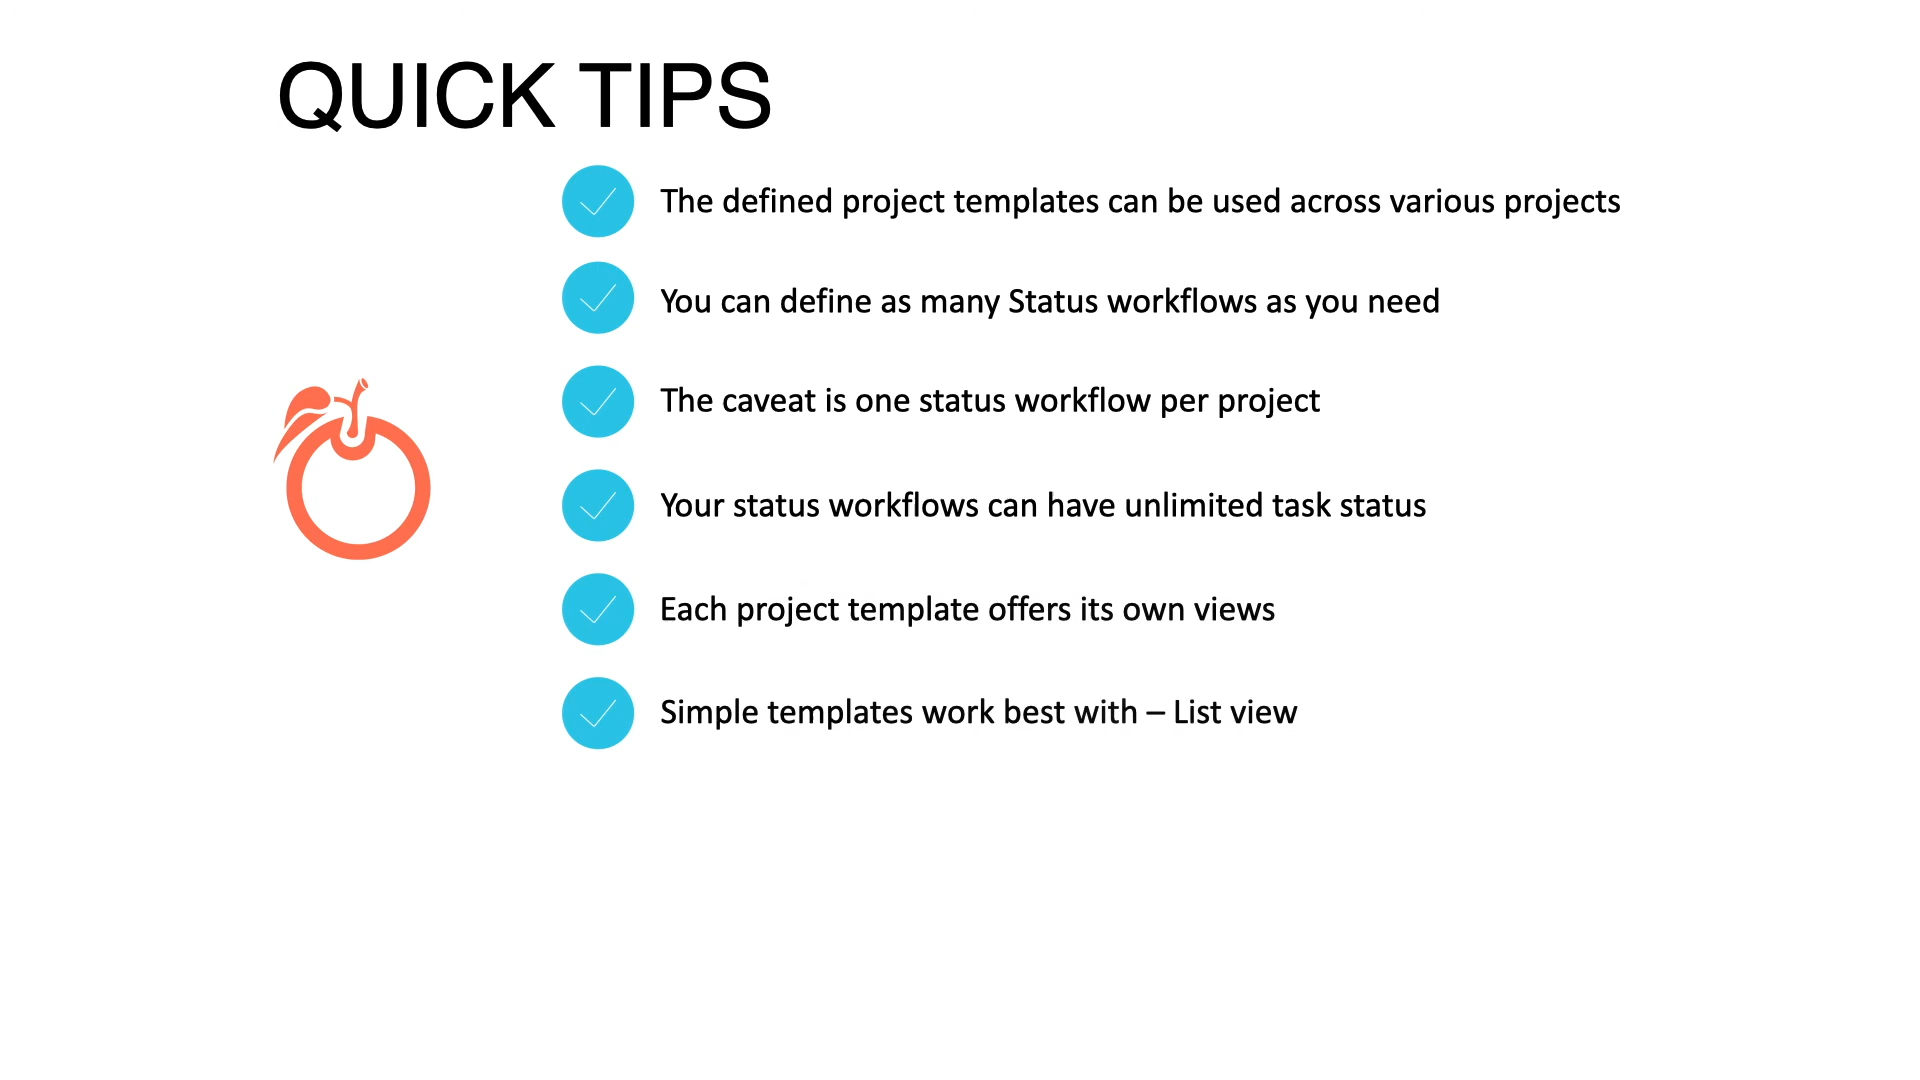 QUICK TIPS
The defined project templates can be used across various projects
You can define as many Status workflows as you need
The caveat is one status workflow per project
Your status workflows can have unlimited task status
Each project template offers its own views
Simple templates work best with – List view